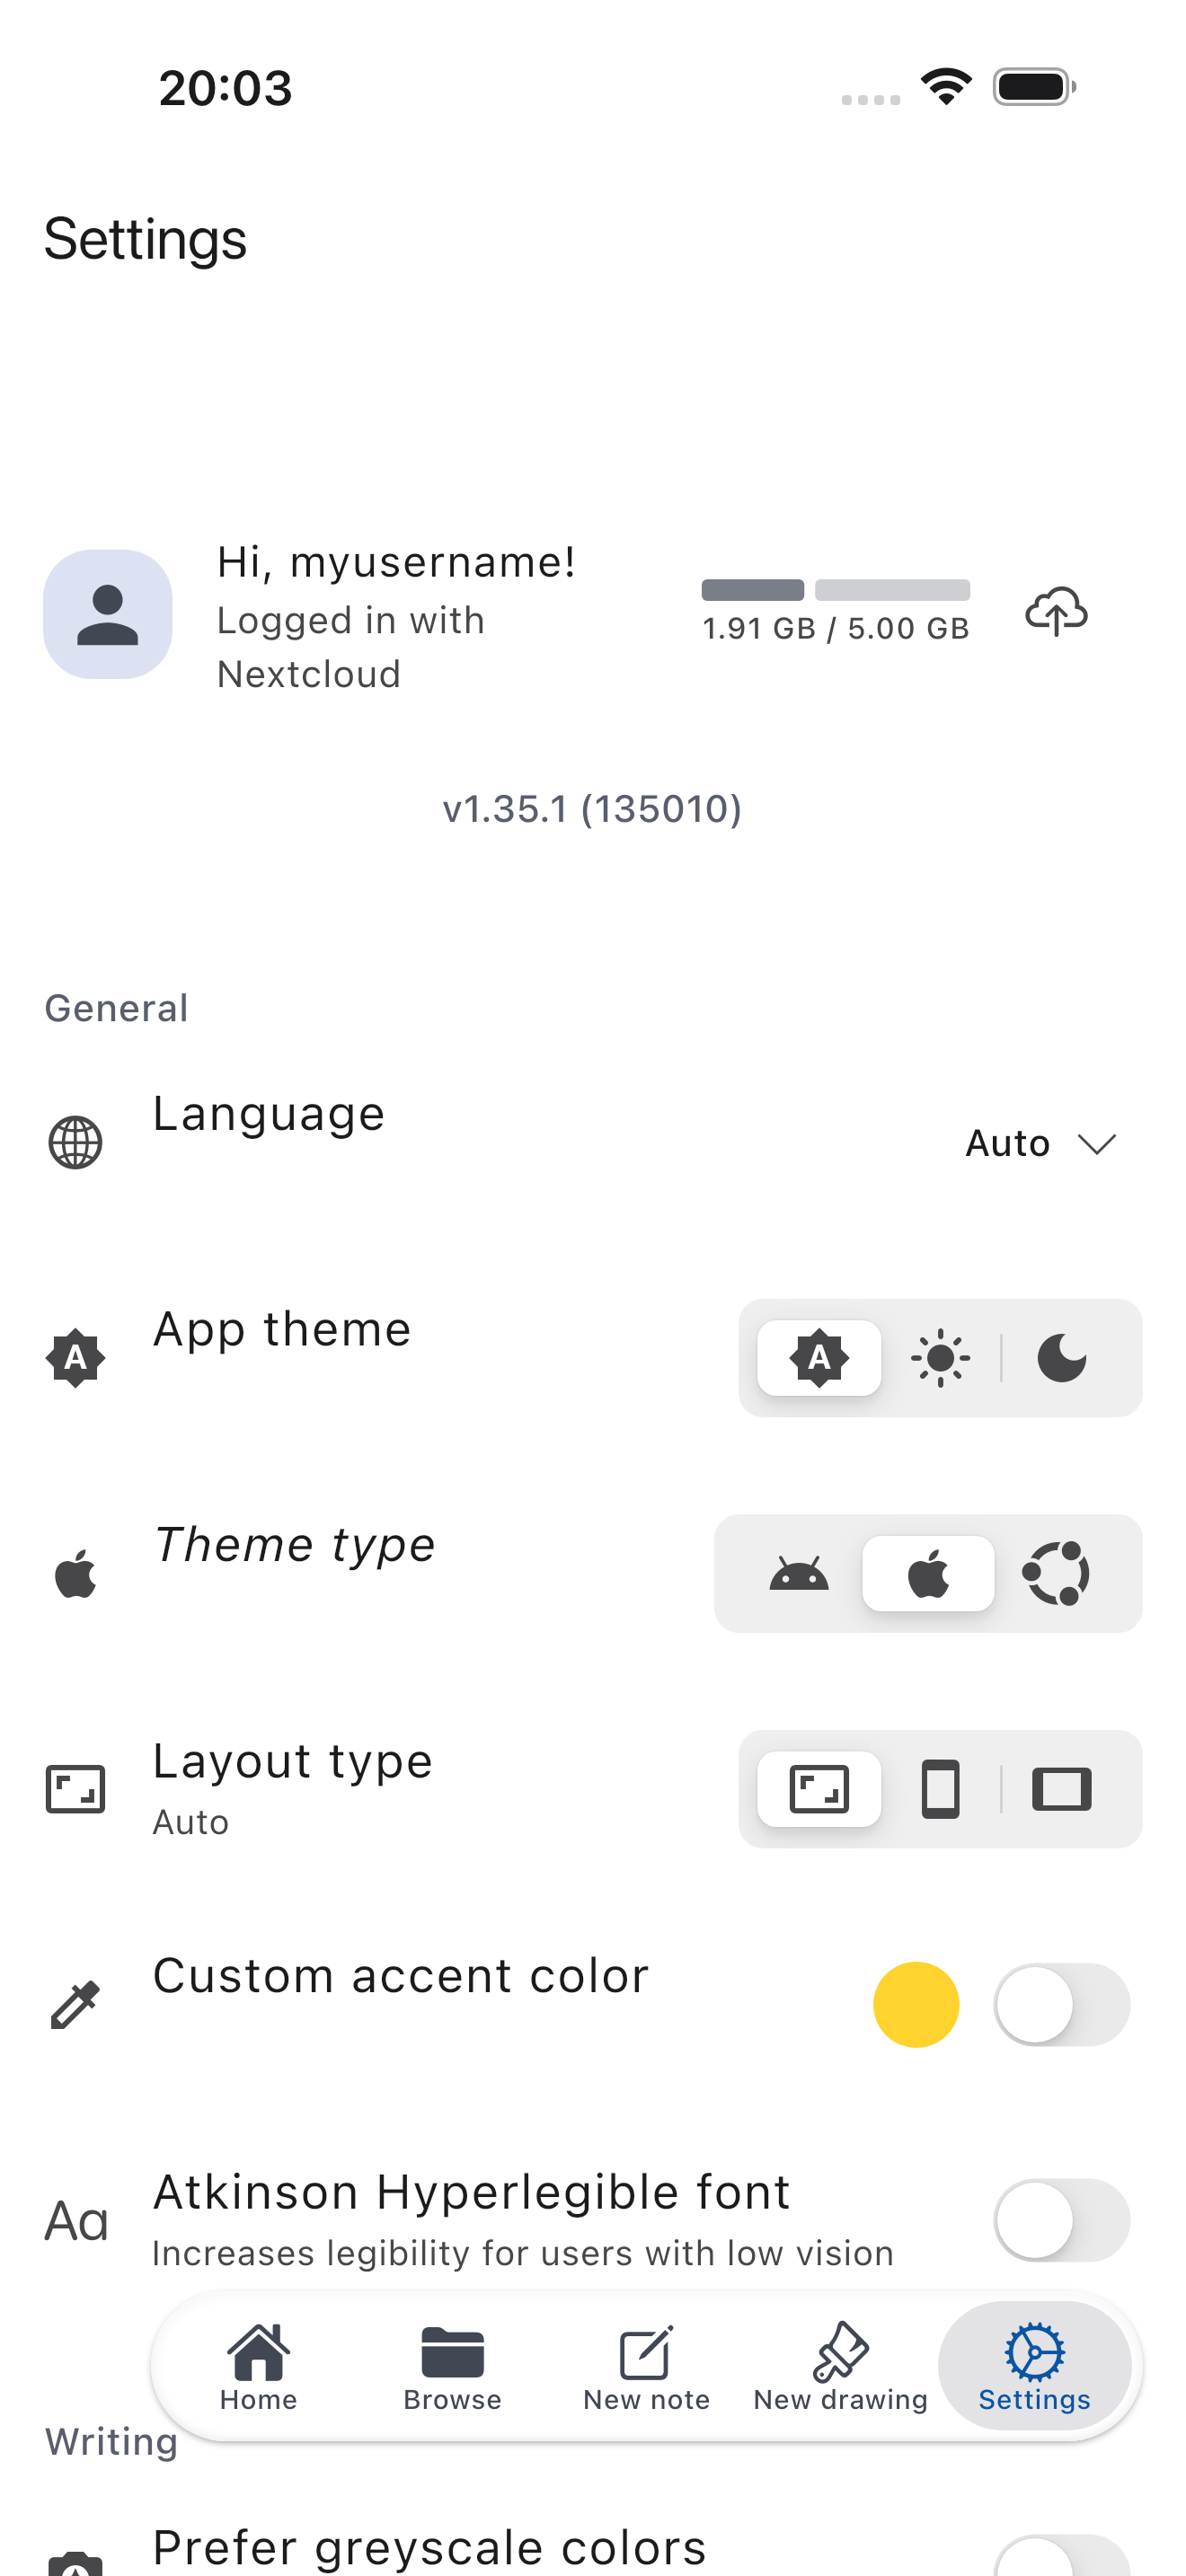 20:03
Settings
Hi, myusername!
Logged in with
Nextcloud
1.91 GB / 5.00 GB
v1.35.1 (135010)
General
Language
Auto
App theme
A
A
Theme type
Layout type
Auto
Custom accent color
Aa
Atkinson Hyperlegible font
Increases legibility for users with low vision
Home
Browse
New note
New drawing
Settings
Writing
Prefer greyscale colors